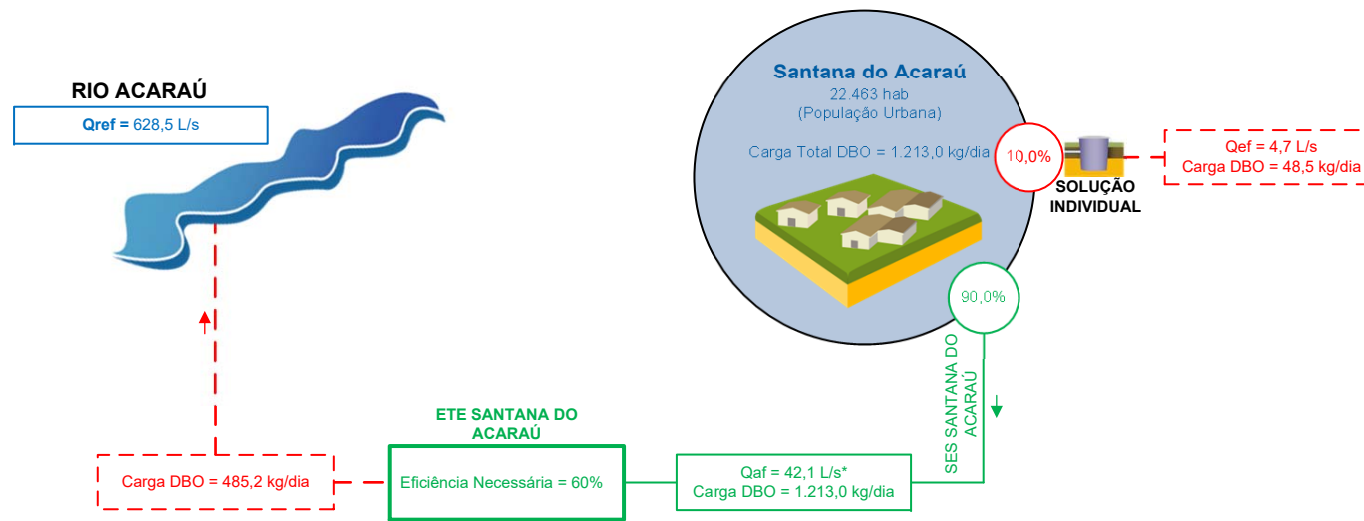 RIO ACARAÚ
Qref = 628,5 L/s
Santana do Acaraú
22.463 hab
(População Urbana)
Carga Total DBO = 1.213,0 kg/dia
10,0%
SOLUÇÃO
INDIVIDUAL
Qef = 4,7 L/s
Carga DBO = 48,5 kg/dia
90,0%
SES SANTANA DO
ACARAÚ
ETE SANTANA DO
ACARAÚ
Carga DBO = 485,2 kg/dia
Eficiência Necessária = 60%
Qaf = 42,1 L/s*
Carga DBO = 1.213,0 kg/dia